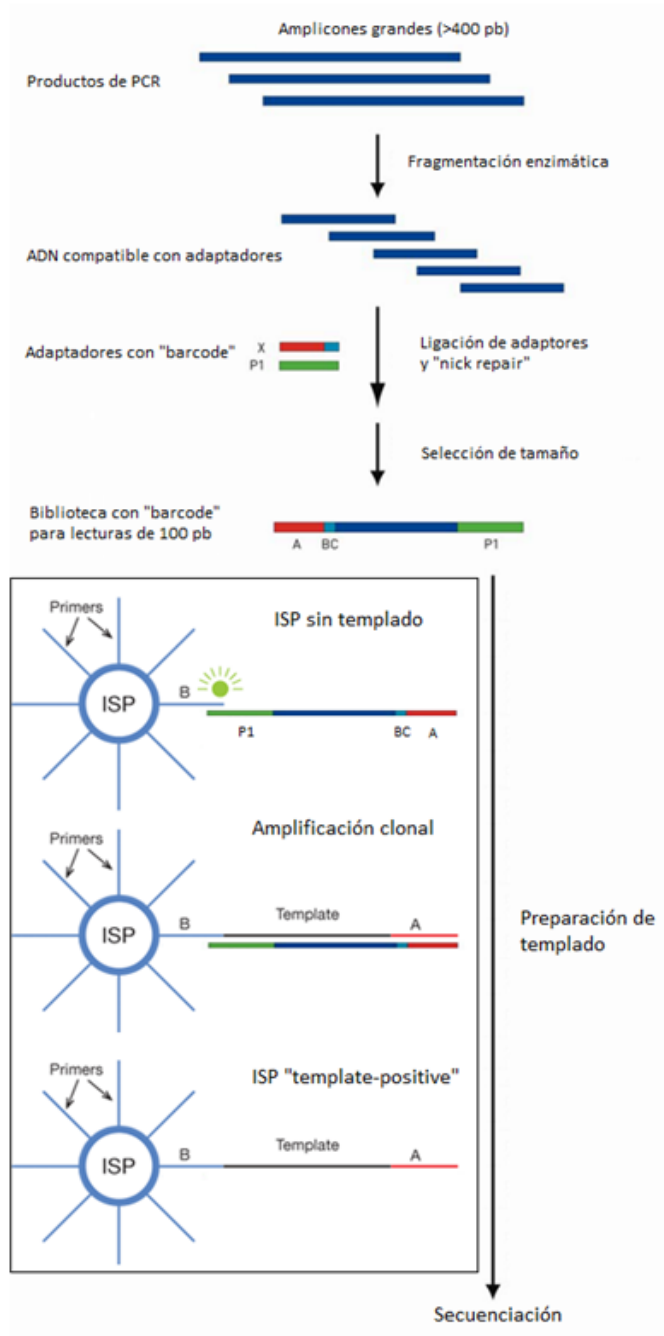 Amplicones grandes (>400 pb)
Productos de PCR
Fragmentación enzimática
ADN compatible con adaptadores
Adaptadores con "barcode"
X
P1
Ligación de adaptores
y "nick repair"
Selección de tamaño
Biblioteca con "barcode"
para lecturas de 100 pb
A BC P1
Primers
ISP sin templado
ISP
B
P1 BC A
Amplificación clonal
Primers
ISP
B
Template
A
Preparación de
templado
ISP "template-positive"
Primers
ISP
B
Template
A
Secuenciación